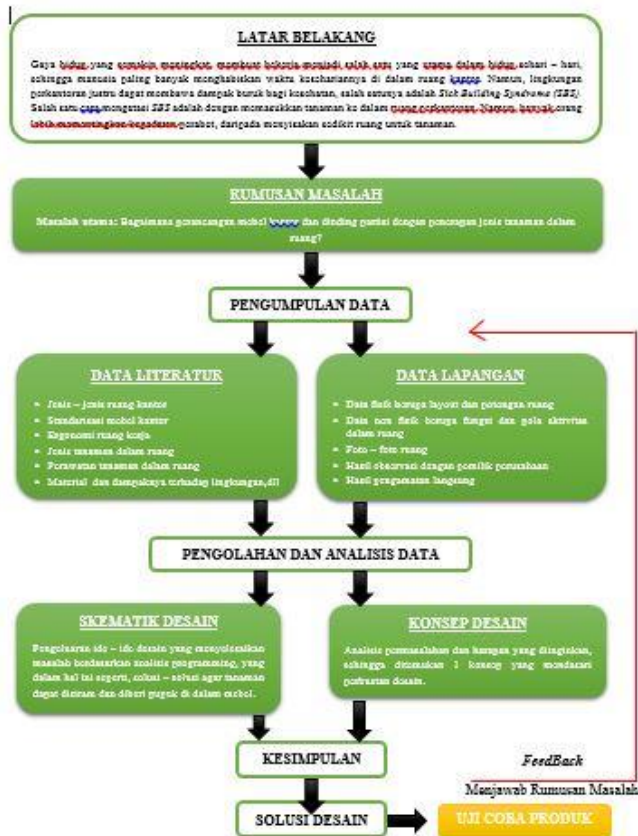 LATAR BELAKANG
Gaya hidup yang semakin meningkat, membuat bekerja menjadi salah satu yang utama dalam hidup sehari – hari,
sehingga manusia paling banyak menghabiskan waktu kesehariannya di dalam ruang kantor. Namun, lingkungan
perkantoran justru dapat membawa dampak buruk bagi kesehatan, salah satunya adalah Sick Building Syndrome (SBS).
Salah satu cara mengatasi SBS adalah dengan memasukkan tanaman ke dalam ruang perkantoran. Namun, banyak orang
lebih mementingkan kepadatan perabot, daripada menyisakan sedikit ruang untuk tanaman.
RUMUSAN MASALAH
Masalah utama: Bagaimana perancangan mebel kantor dan dinding partisi dengan penerapan jenis tanaman dalam
ruang?
PENGUMPULAN DATA
DATA LITERATUR
Jenis – jenis ruang kantor
Standarisasi mebel kantor
Ergonomi ruang kerja
Jenis tanaman dalam ruang
Perawatan tanaman dalam ruang
Material dan dampaknya terhadap lingkungan,dll
DATA LAPANGAN
Data fisik berupa layout dan potongan ruang
Data non fisik berupa fungsi dan pola aktivitas
dalam ruang
Foto – foto ruang
Hasil observasi dengan pemilik perusahaan
Hasil pengamatan langsung
PENGOLAHAN DAN ANALISIS DATA
SKEMATIK DESAIN
Pengeluaran ide – ide desain yang menyelesaikan
masalah berdasarkan analisis programming, yang
dalam hal ini seperti, solusi – solusi agar tanaman
dapat disiram dan diberi pupuk di dalam mebel.
KONSEP DESAIN
Analisis permasalahan dan harapan yang diinginkan,
sehingga ditemukan 1 konsep yang mendasari
desain.
KESIMPULAN
FeedBack
Menjawab Rumusan Masalah
SOLUSI DESAIN
UJI COBA PRODUK